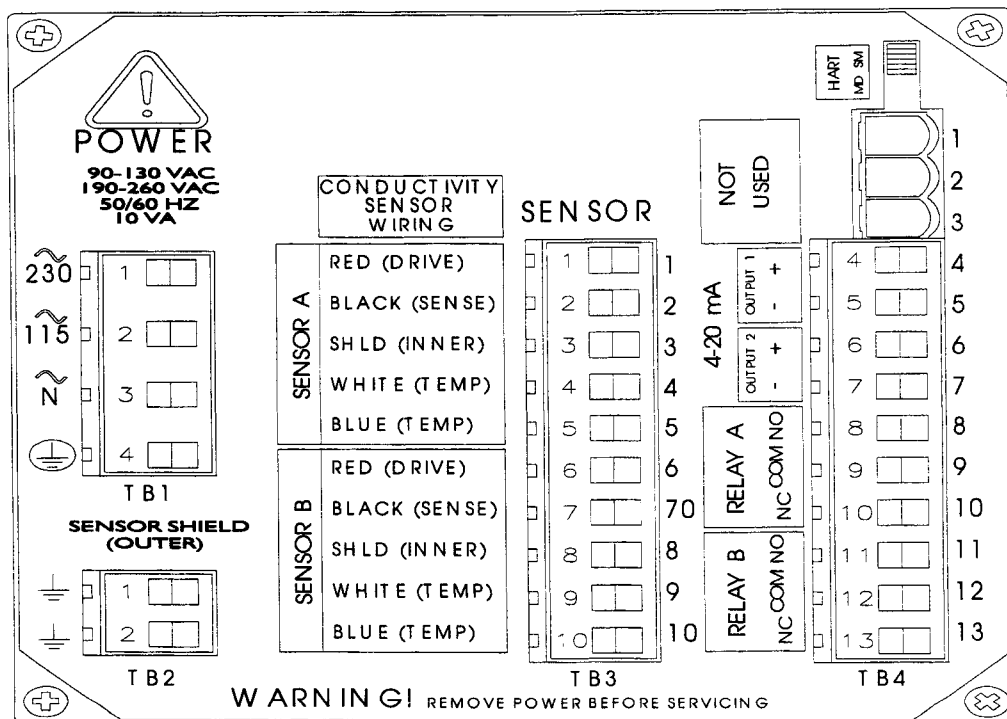 POWER
90-130 VAC
190-260 VAC
50/60 HZ
10 VA
230
115
N
1
2
3
4
TB1
SENSOR SHIELD
(OUTER)
1
2
TB2
CONDUCTIVITY
SENSOR
WIRING
SENSOR A
RED (DRIVE)
BLACK (SENSE)
SHLD (INNER)
WHITE (TEMP)
BLUE (TEMP)
SENSOR B
RED (DRIVE)
BLACK (SENSE)
SHLD (INNER)
WHITE (TEMP)
BLUE (TEMP)
SENSOR
1 1
2 2
3 3
4 4
5 5
6 6
7 70
8 8
9 9
10 10
TB3
HART
MD SM
NOT
USED
4-20 mA
OUTPUT 1
- +
OUTPUT 2
- +
RELAY A
NC COM NO
RELAY B
NC COM NO
1
2
3
4 4
5 5
6 6
7 7
8 8
9 9
10 10
11 11
12 12
13 13
TB4
WARNING! REMOVE POWER BEFORE SERVICING